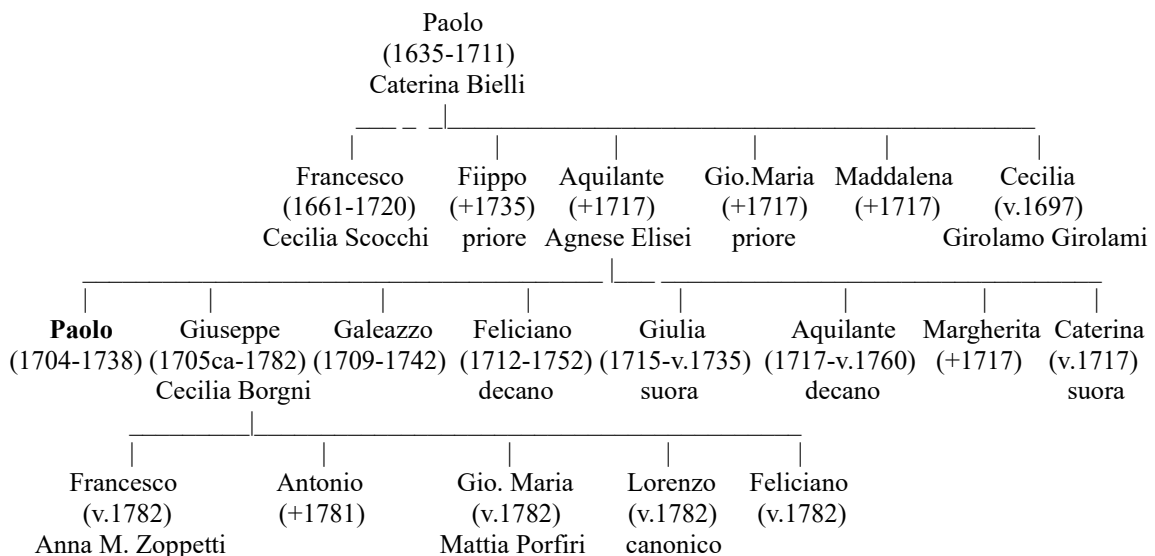 Paolo
(1635-1711)
Caterina Bielli
Francesco Fiippo Aquilante Gio.Maria Maddalena Cecilia
(1661-1720) (+1735) (+1717) (+1717) (+1717) (v.1697)
Cecilia Scocchi priore Agnese Elisei priore Girolamo Girolami
Paolo Giuseppe Galeazzo Feliciano Giulia Aquilante Margherita Caterina
(1704-1738) (1705ca-1782) (1709-1742) (1712-1752) (1715-v.1735) (1717-v.1760) (+1717) (v.1717)
Cecilia Borgni decano suora decano suora
Francesco Antonio Gio. Maria Lorenzo Feliciano
(v.1782) (+1781) (v.1782) (v.1782) (v.1782)
Anna M. Zoppetti Mattia Porfiri canonico